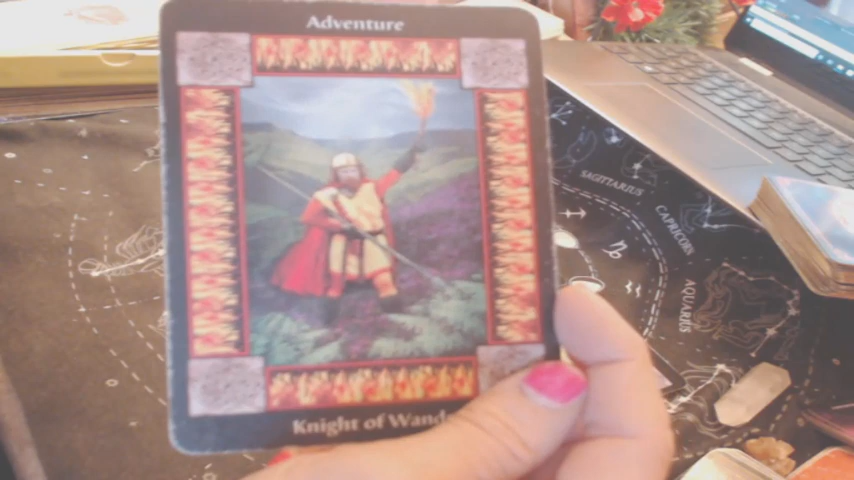 Adventure
SAGITTARIUS
CAPRICORN
AQUARIUS
Knight of Wand